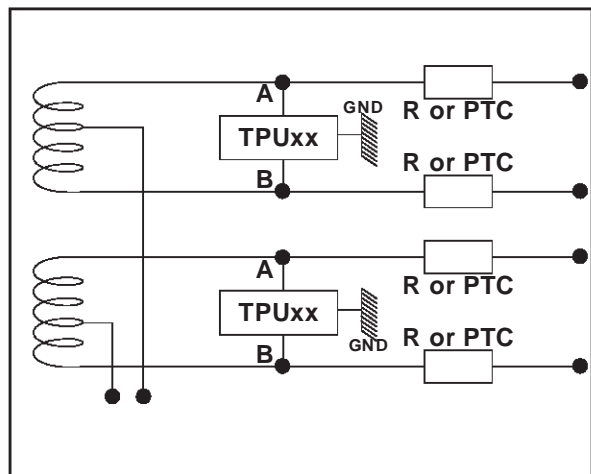 A
GND
R or PTC
TPUxx
B
R or PTC
A
R or PTC
TPUxx
GND
B
R or PTC